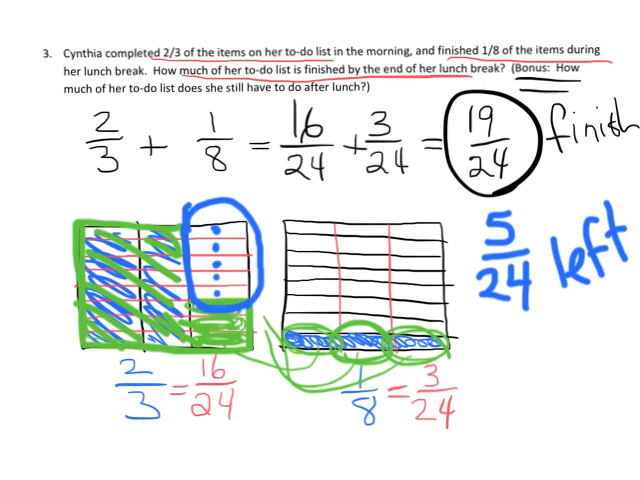 3. Cynthia completed 2/3 of the items on her to-do list in the morning, and finished 1/8 of the items during
her lunch break. How much of her to-do list is finished by the end of her lunch break? (Bonus: How
much of her to-do list does she still have to do after lunch?)
2/3 + 1/8 = 16/24 + 3/24 = 19/24 finish
5/24 left
2/3 = 16/24 1/8 = 3/24